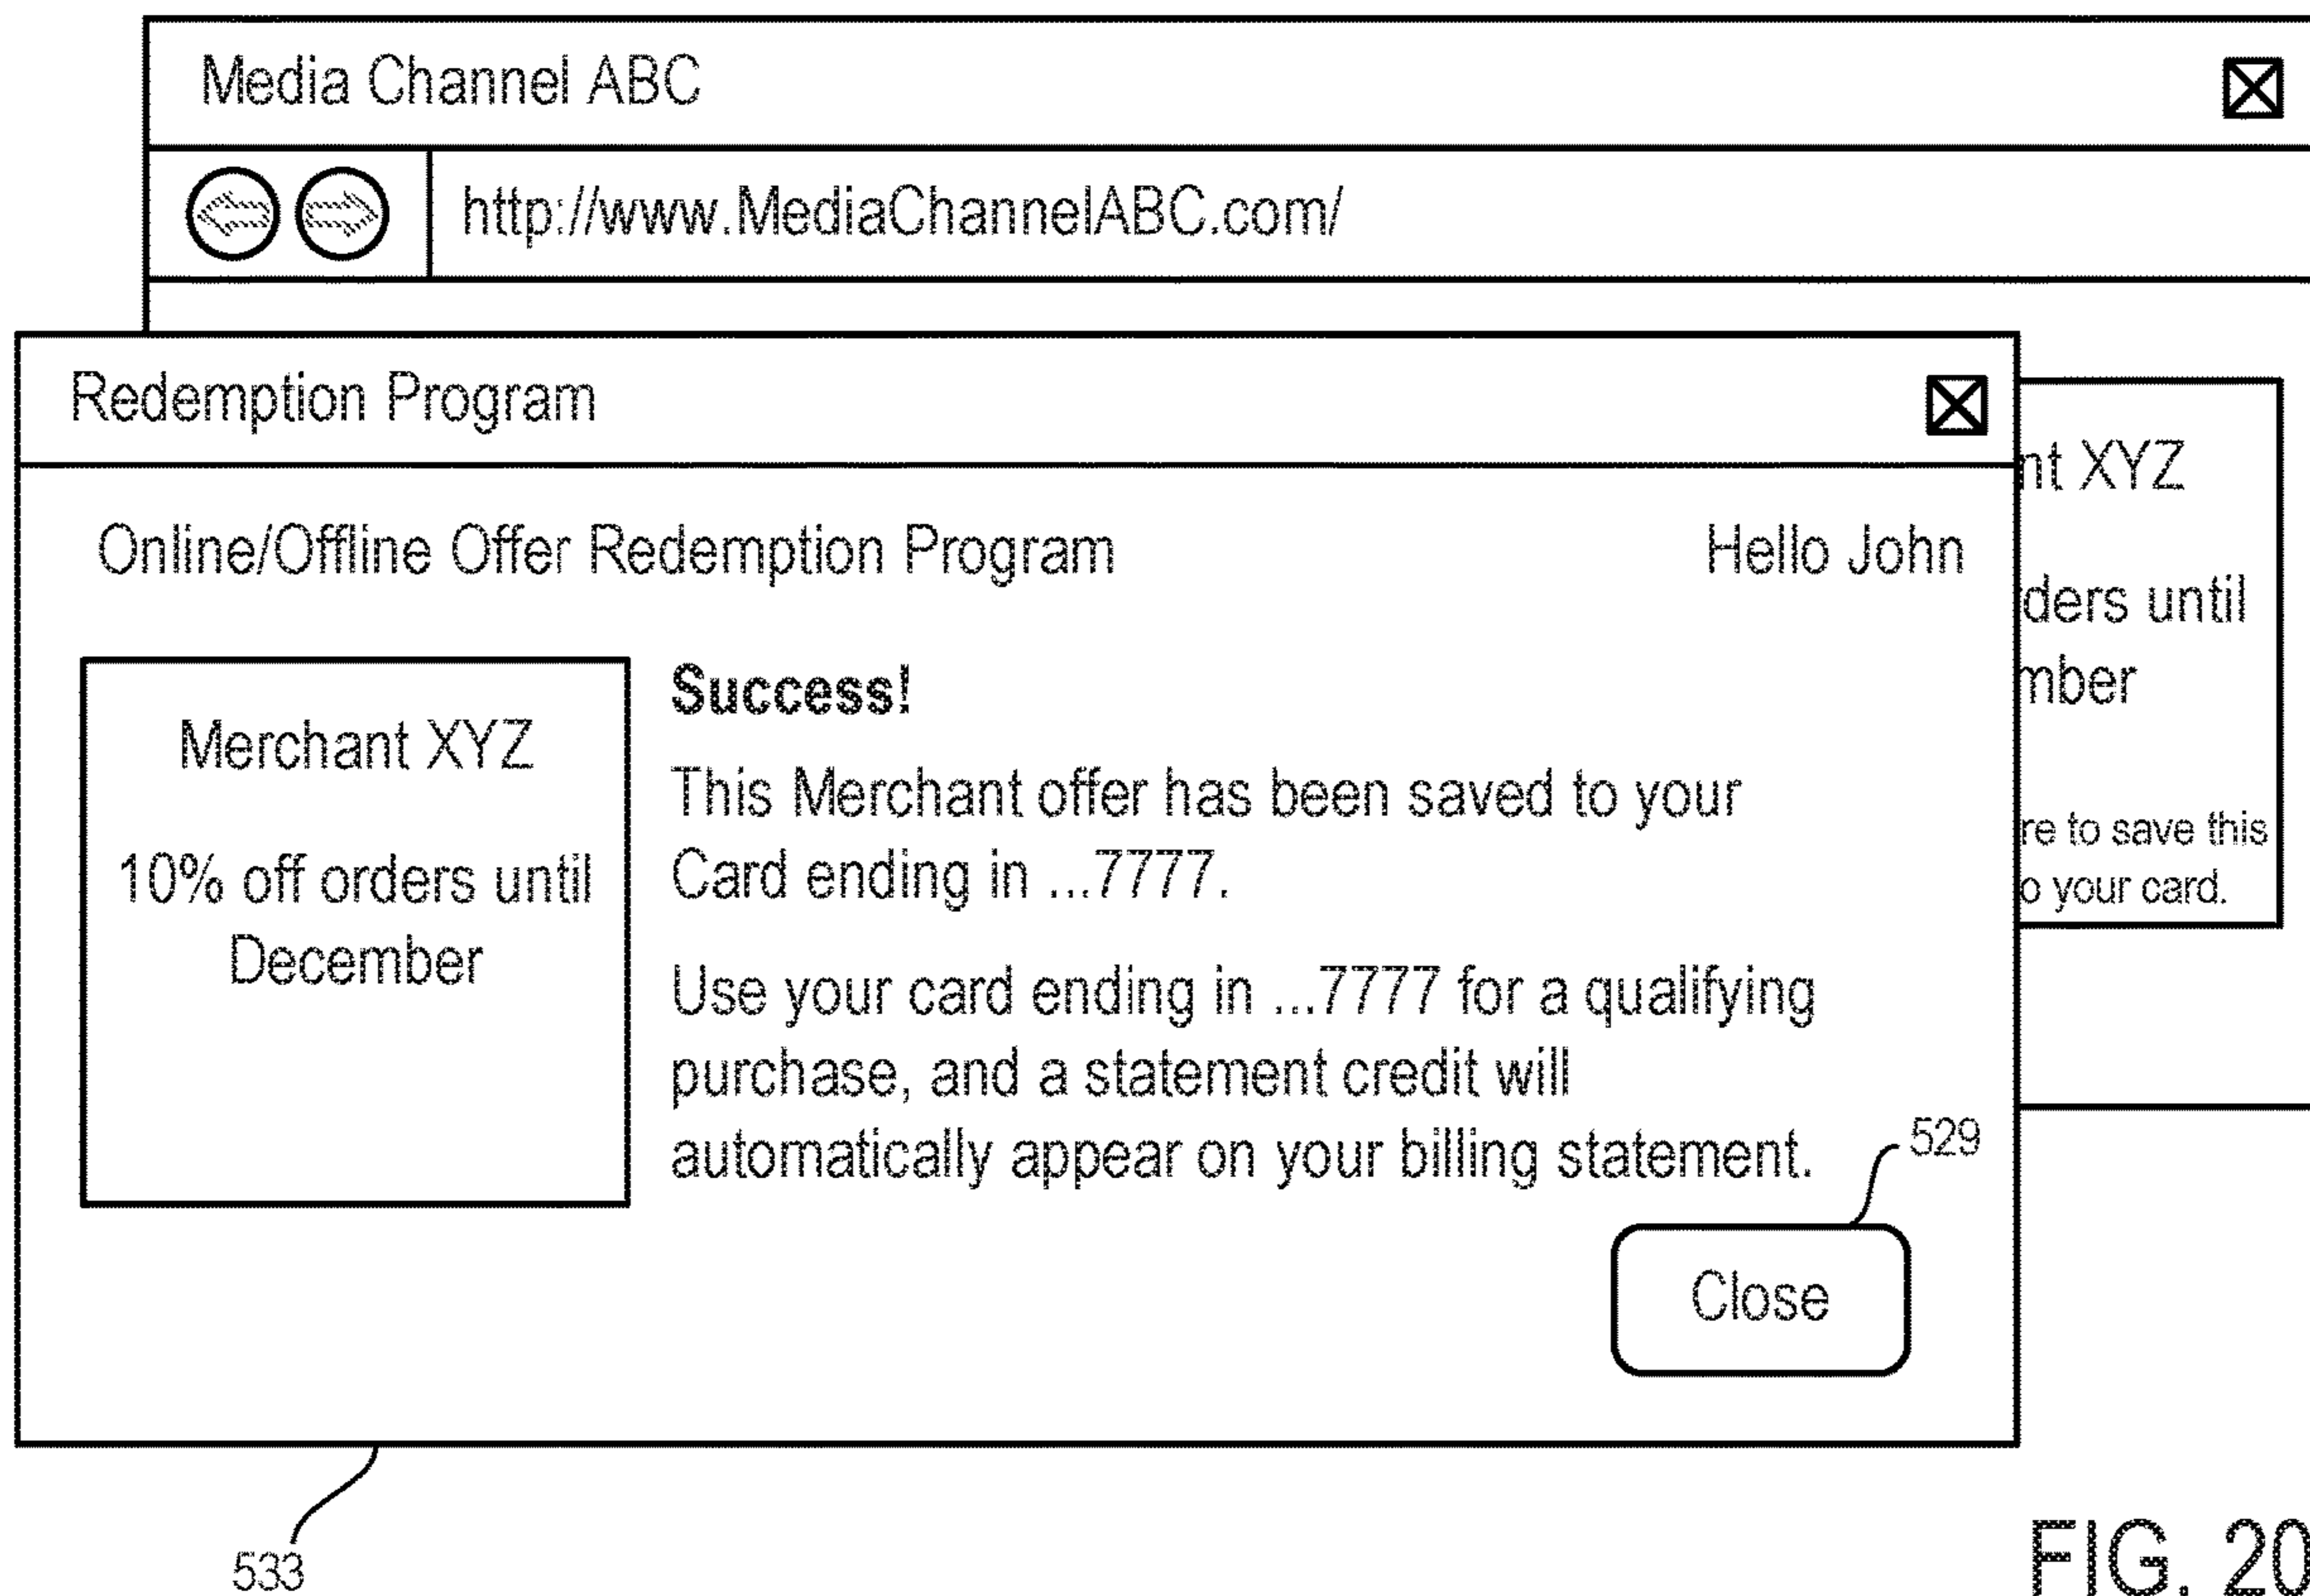 Media Channel ABC
http://www.MediaChannelABC.com/
Redemption Program
Online/Offline Offer Redemption Program
Hello John
Merchant XYZ
10% off orders until
December
Success!
This Merchant offer has been saved to your
Card ending in ...7777.
Use your card ending in ...7777 for a qualifying
purchase, and a statement credit will
automatically appear on your billing statement.
Close
529
nt XYZ
ders until
mber
re to save this
o your card.
533
FIG. 20